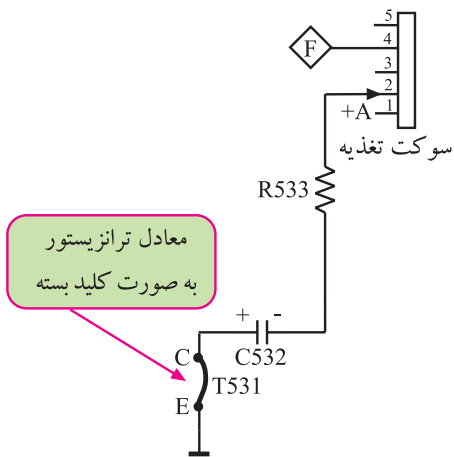 5
F
4
3
2
+A
1
سوکت تغذیه
R533
معادل ترانزیستور
به صورت کلید بسته
+ -
C532
C
T531
E